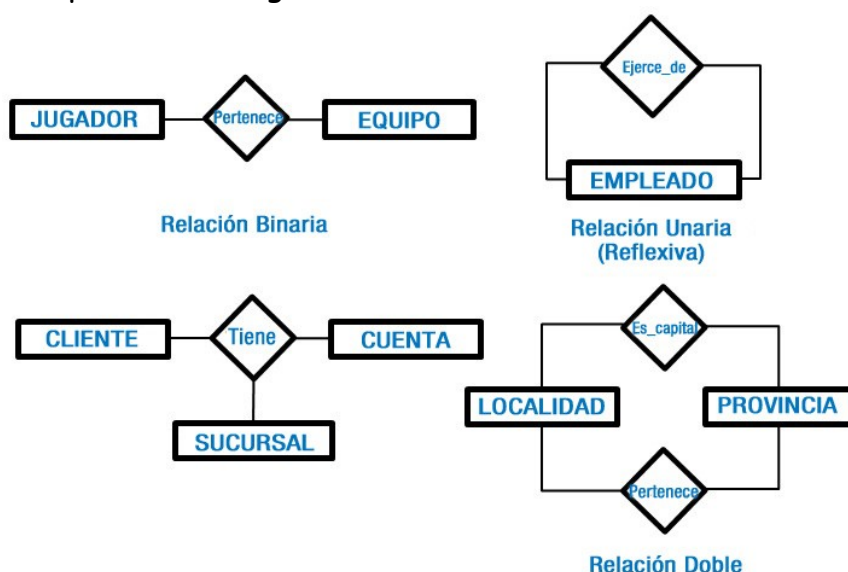 JUGADOR
Pertenece
EQUIPO
Relación Binaria
Ejerce_de
EMPLEADO
Relación Unaria
(Reflexiva)
CLIENTE
Tiene
CUENTA
SUCURSAL
Es_capital
LOCALIDAD
PROVINCIA
Pertenece
Relación Doble